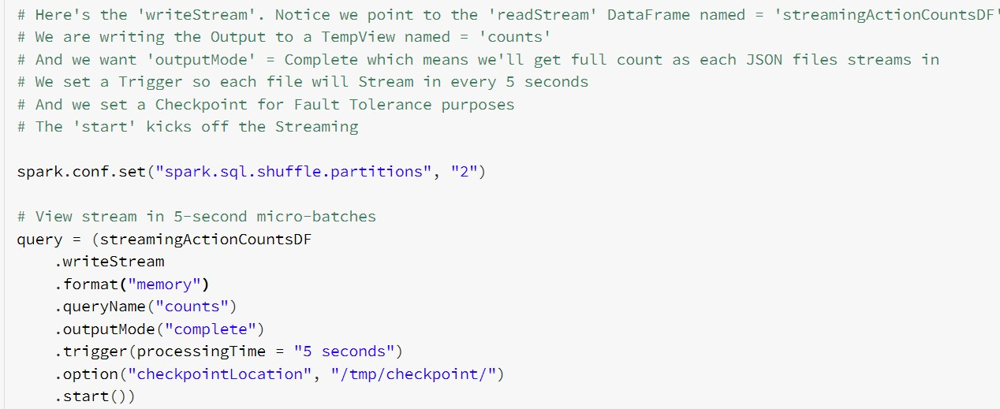 # Here's the 'writeStream'. Notice we point to the 'readStream' DataFrame named = 'streamingActionCountsDF'
# We are writing the Output to a TempView named = 'counts'
# And we want 'outputMode' = Complete which means we'll get full count as each JSON files streams in
# We set a Trigger so each file will Stream in every 5 seconds
# And we set a Checkpoint for Fault Tolerance purposes
# The 'start' kicks off the Streaming
spark.conf.set("spark.sql.shuffle.partitions", "2")
# View stream in 5-second micro-batches
query = (streamingActionCountsDF
.writeStream
.format("memory")
.queryName("counts")
.outputMode("complete")
.trigger(processingTime = "5 seconds")
.option("checkpointLocation", "/tmp/checkpoint/")
.start())